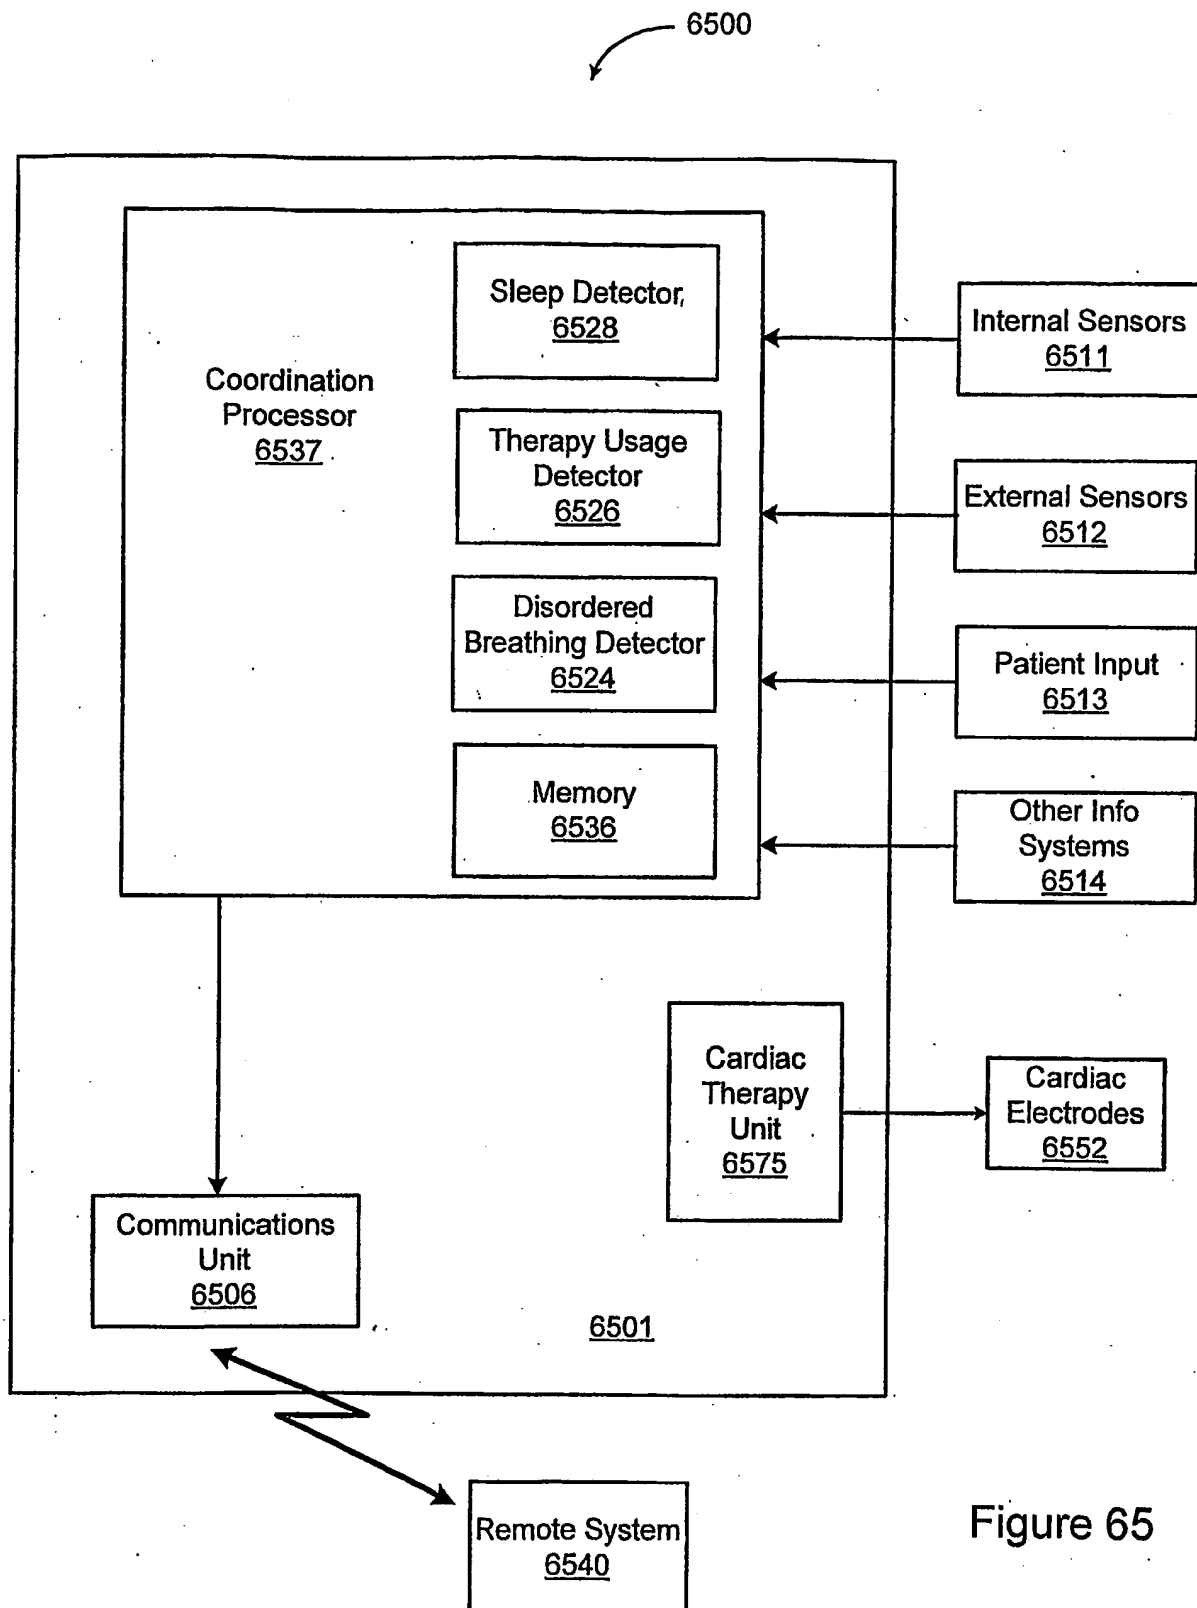 6500
Sleep Detector
6528
Coordination
Processor
6537
Therapy Usage
Detector
6526
Disordered
Breathing Detector
6524
Memory
6536
Internal Sensors
6511
External Sensors
6512
Patient Input
6513
Other Info
Systems
6514
Cardiac
Therapy
Unit
6575
Cardiac
Electrodes
6552
Communications
Unit
6506
6501
Remote System
6540
Figure 65